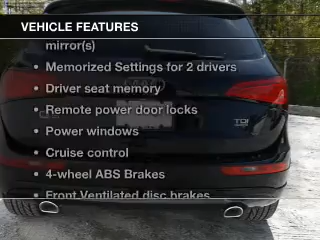 VEHICLE FEATURES
mirror(s)
• Memorized Settings for 2 drivers
• Driver seat memory
• Remote power door locks
TDI
• Power windows
• Cruise control
• 4-wheel ABS Brakes
• Front Ventilated disc brakes